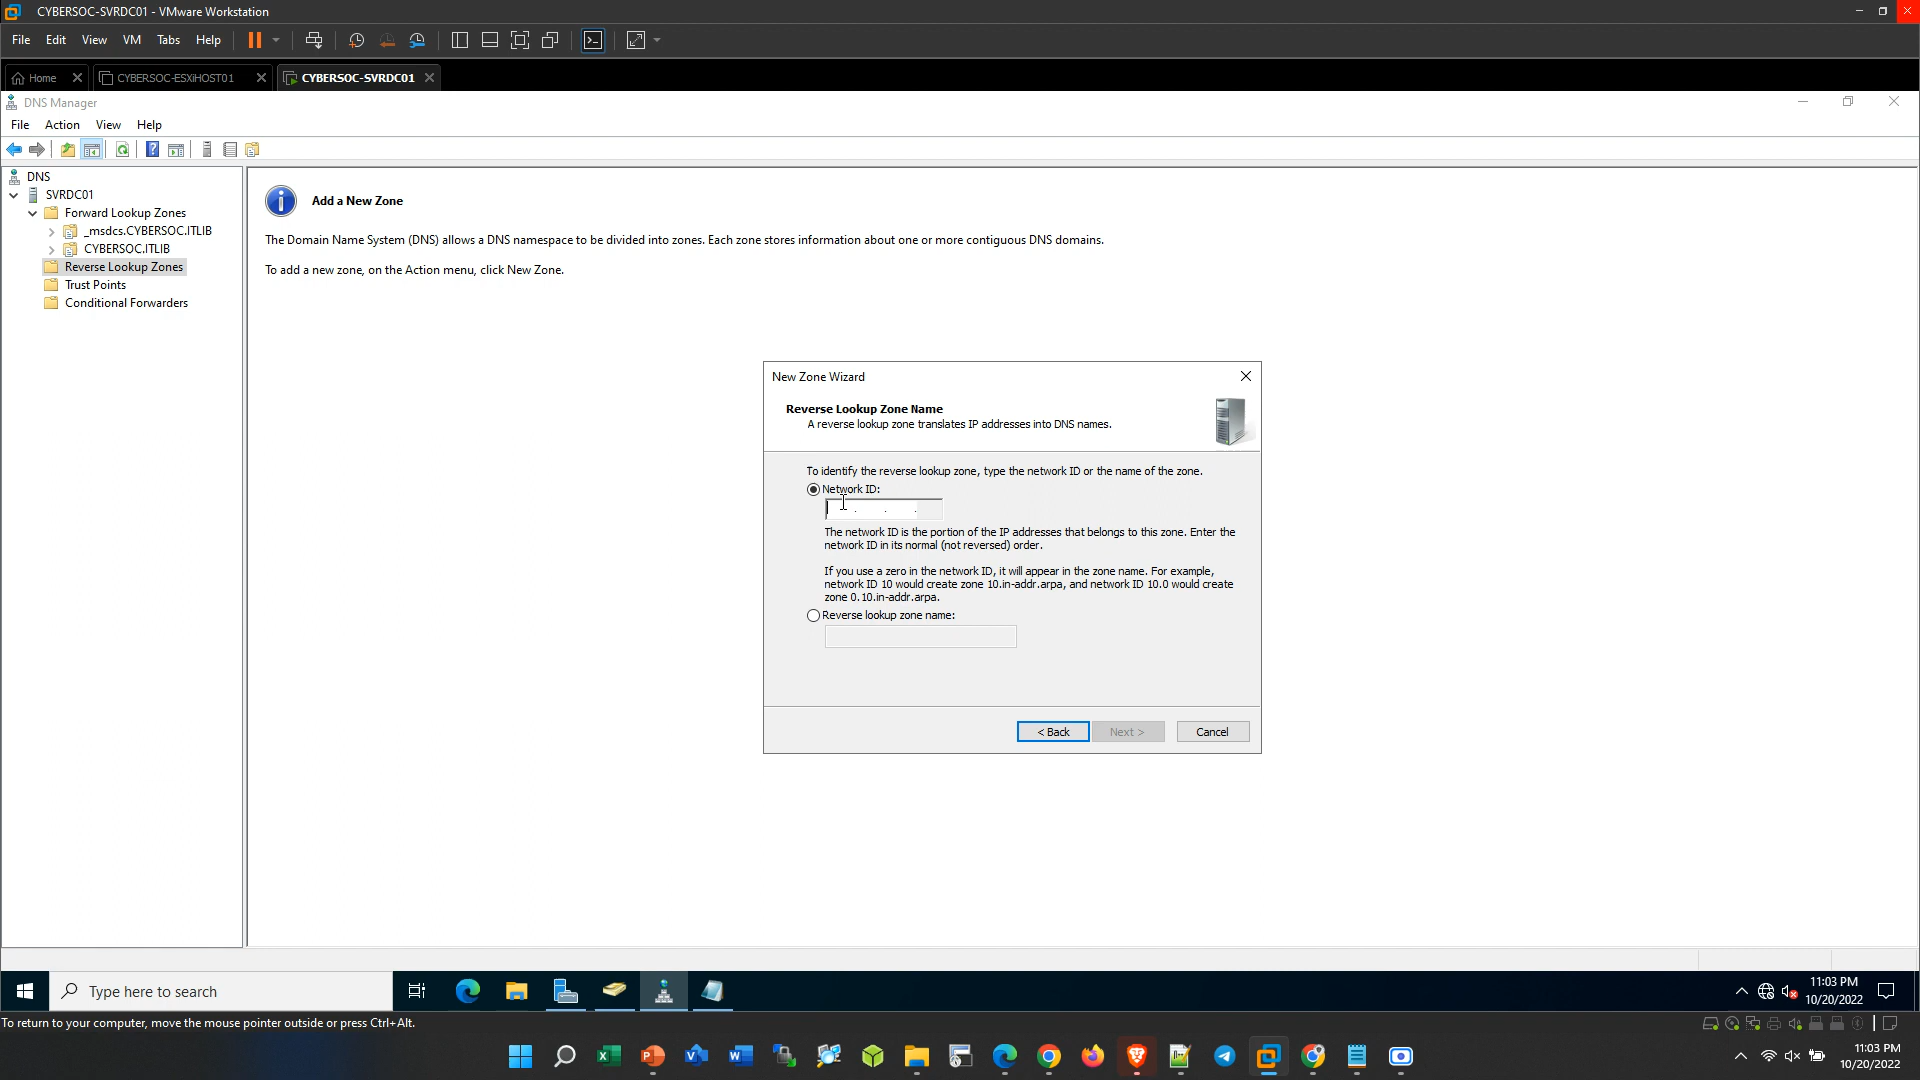 CYBERSOC-SVRDC01 - VMware Workstation
File Edit View VM Tabs Help
Home CYBERSOC-ESXiHOST01 CYBERSOC-SVRDC01
DNS Manager
File Action View Help
DNS
SVRDC01
Forward Lookup Zones
_msdcs.CYBERSOC.ITLIB
CYBERSOC.ITLIB
Reverse Lookup Zones
Trust Points
Conditional Forwarders
Add a New Zone
The Domain Name System (DNS) allows a DNS namespace to be divided into zones. Each zone stores information about one or more contiguous DNS domains.
To add a new zone, on the Action menu, click New Zone.
New Zone Wizard
Reverse Lookup Zone Name
A reverse lookup zone translates IP addresses into DNS names.
To identify the reverse lookup zone, type the network ID or the name of the zone.
Network ID:
. . .
The network ID is the portion of the IP addresses that belongs to this zone. Enter the
network ID in its normal (not reversed) order.
If you use a zero in the network ID, it will appear in the zone name. For example,
network ID 10 would create zone 10.in-addr.arpa, and network ID 10.0 would create
zone 0.10.in-addr.arpa.
Reverse lookup zone name:
< Back Next > Cancel
Type here to search
11:03 PM
10/20/2022
To return to your computer, move the mouse pointer outside or press Ctrl+Alt.
11:03 PM
10/20/2022